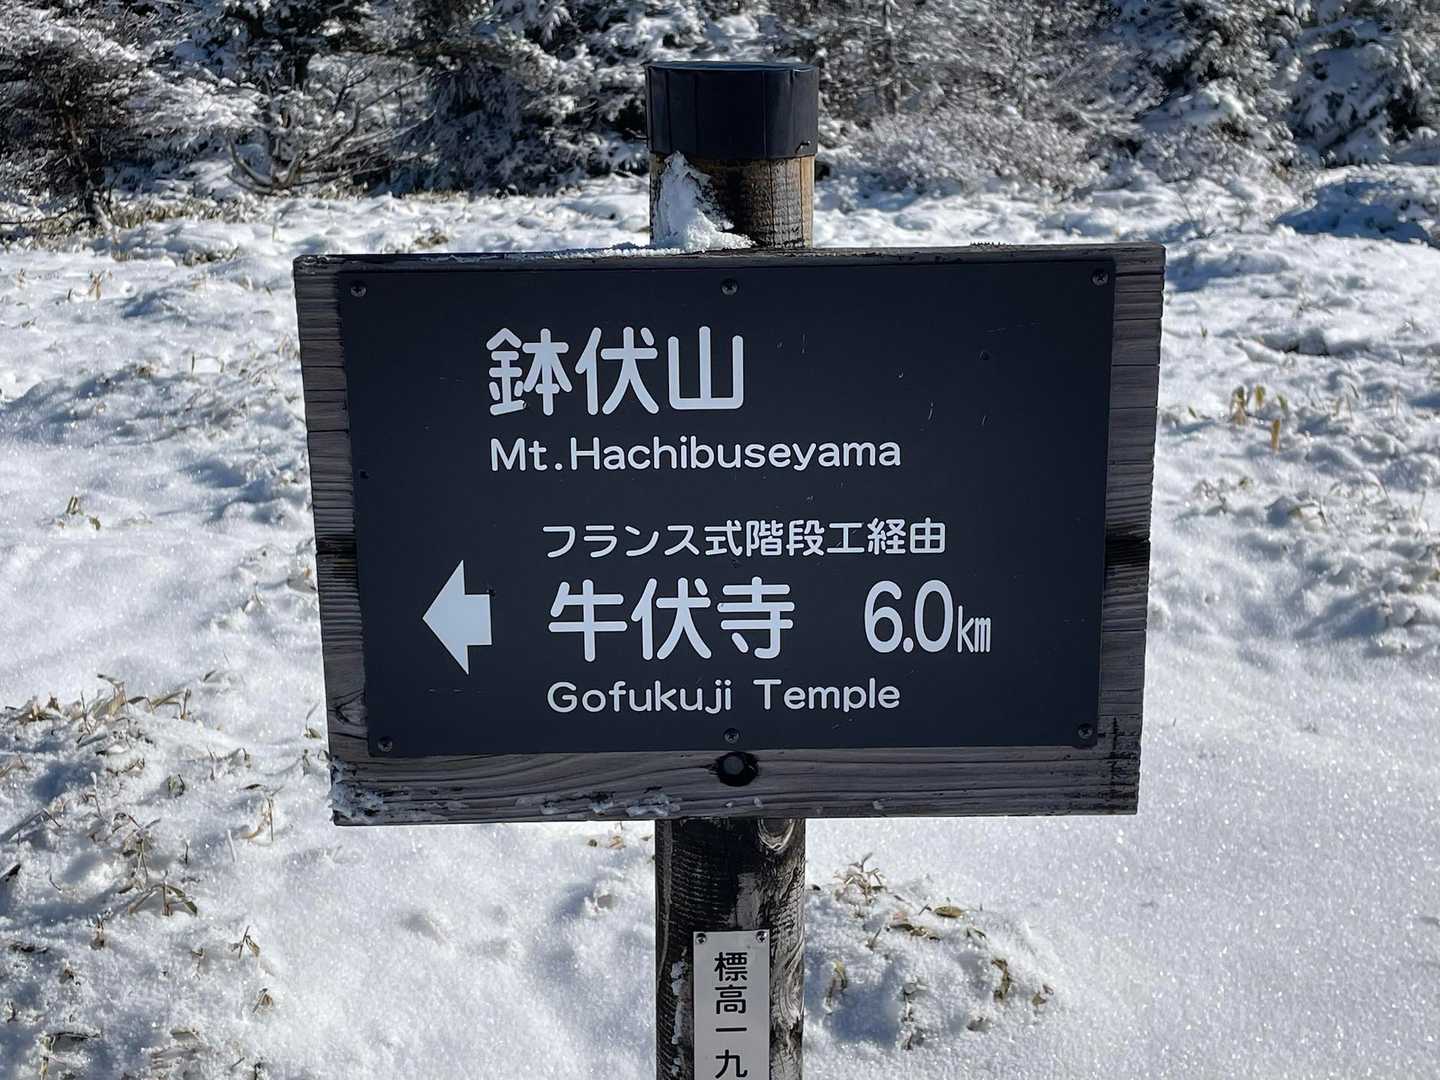 鉢伏山
Mt.Hachibuseyama
フランス式階段工経由
牛伏寺 6.0km
Gofukuji Temple
標高一九